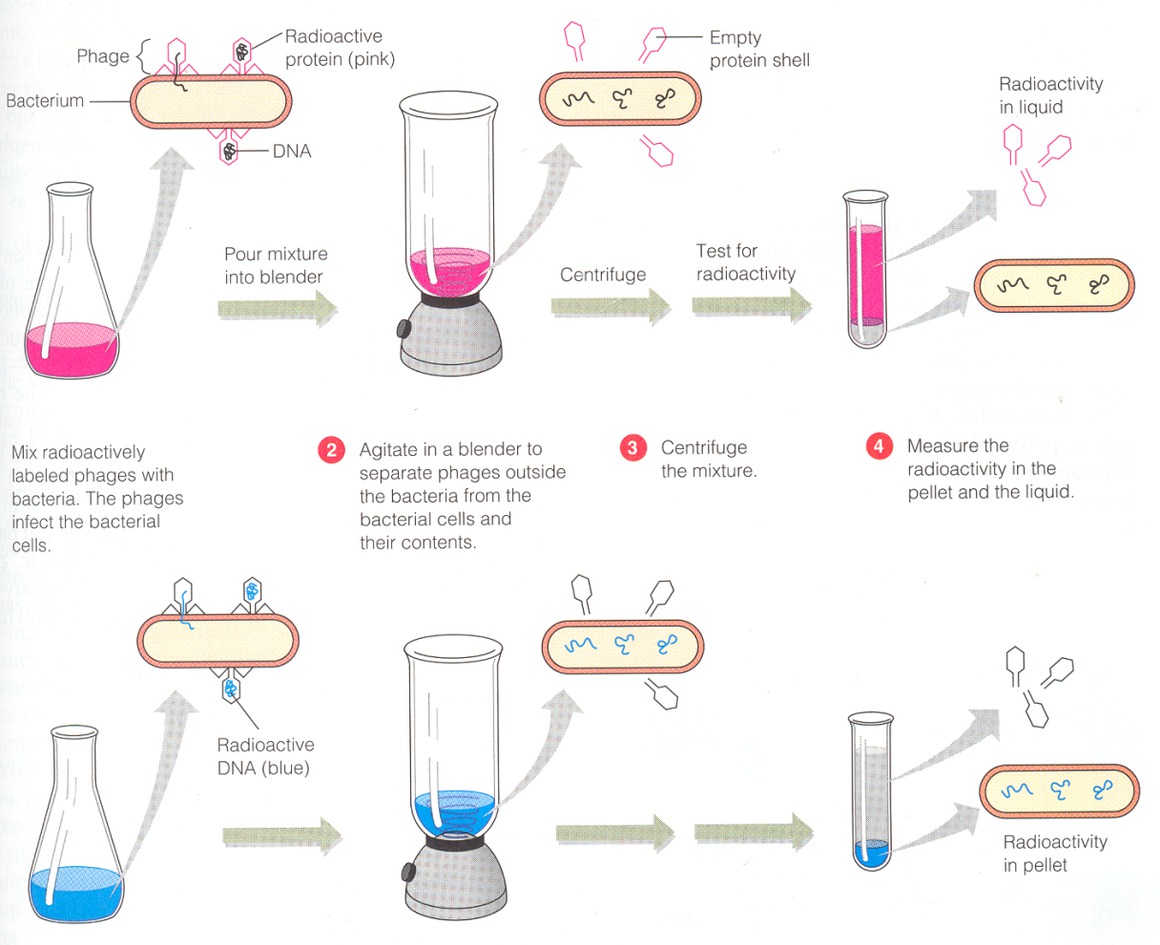 Phage
Radioactive
protein (pink)
Bacterium
DNA
Empty
protein shell
Radioactivity
in liquid
Pour mixture
into blender
Centrifuge
Test for
radioactivity
Mix radioactively
labeled phages with
bacteria. The phages
infect the bacterial
cells.
2 Agitate in a blender to
separate phages outside
the bacteria from the
bacterial cells and
their contents.
3 Centrifuge
the mixture.
4 Measure the
radioactivity in the
pellet and the liquid.
Radioactive
DNA (blue)
Radioactivity
in pellet